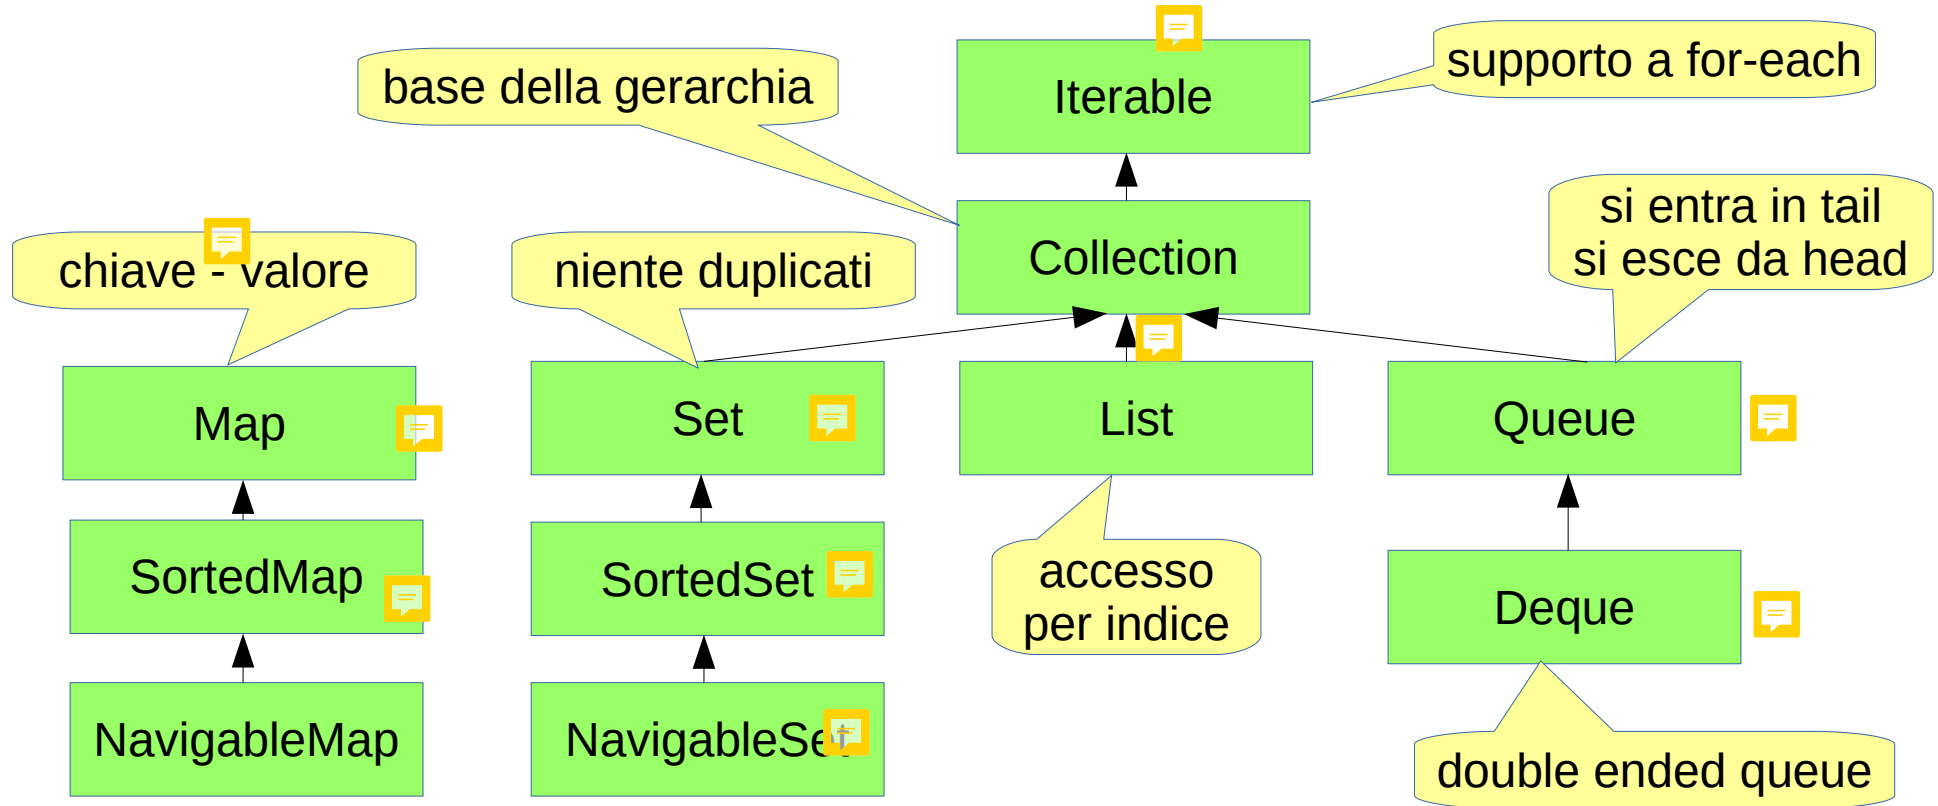 Iterable
supporto a for-each
base della gerarchia
Collection
si entra in tail
si esce da head
chiave - valore
niente duplicati
Map
Set
List
Queue
SortedMap
SortedSet
accesso
per indice
Deque
NavigableMap
NavigableSet
double ended queue